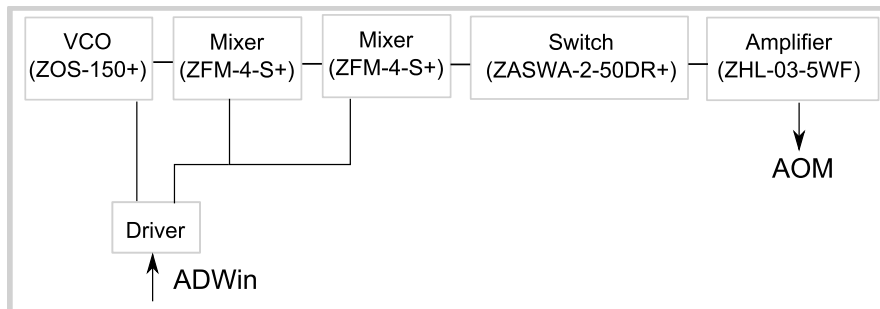 VCO
(ZOS-150+)
Mixer
(ZFM-4-S+)
Mixer
(ZFM-4-S+)
Switch
(ZASWA-2-50DR+)
Amplifier
(ZHL-03-5WF)
AOM
Driver
ADWin